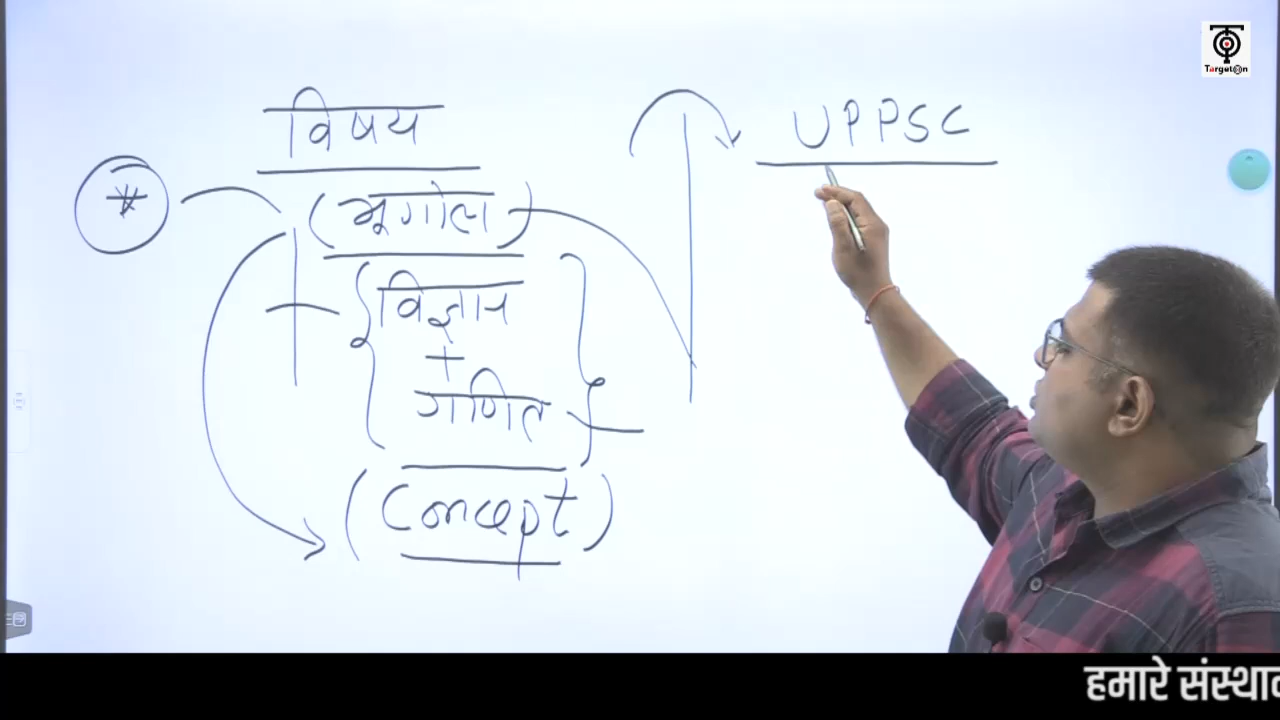 विषय
* (भूगोल)
{विज्ञान
+
गणित}
(Concept)
UPPSC
Target@n
हमारे संस्थान